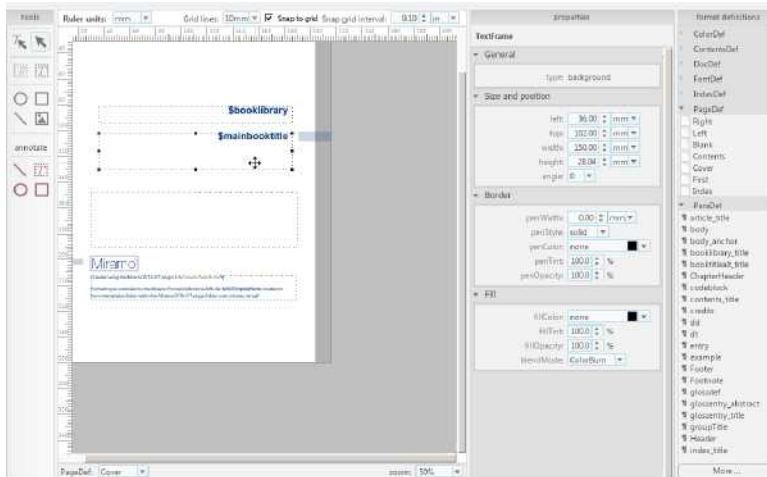 tools
Ruler units: mm
Grid lines: 10mm
Snap to grid
Snap grid interval: 0.10
annotate
$booklibrary
$mainbooktitle
Miramo
PageDef: Cover
zoom: 50%
properties
TextFrame
General
type: background
Size and position
left: 36.00 mm
top: 102.00 mm
width: 150.00 mm
height: 28.04 mm
angle: 0
Border
penWidth: 0.00 mm
penStyle: solid
penColor: none
penTint: 100.0 %
penOpacity: 100.0 %
Fill
fillColor: none
fillTint: 100.0 %
fillOpacity: 100.0 %
blendMode: ColorBurn
format definitions
ColorDef
ContentsDef
DocDef
FontDef
IndexDef
PageDef
Right
Left
Blank
Contents
Cover
First
Index
ParaDef
article_title
body
body_anchor
booklibrary_title
booktitlealt_title
ChapterHeader
codeblock
contents_title
credits
dd
dt
entry
example
Footer
Footnote
glossdef
glossentry_abstract
glossentry_title
groupTitle
Header
index_title
More...